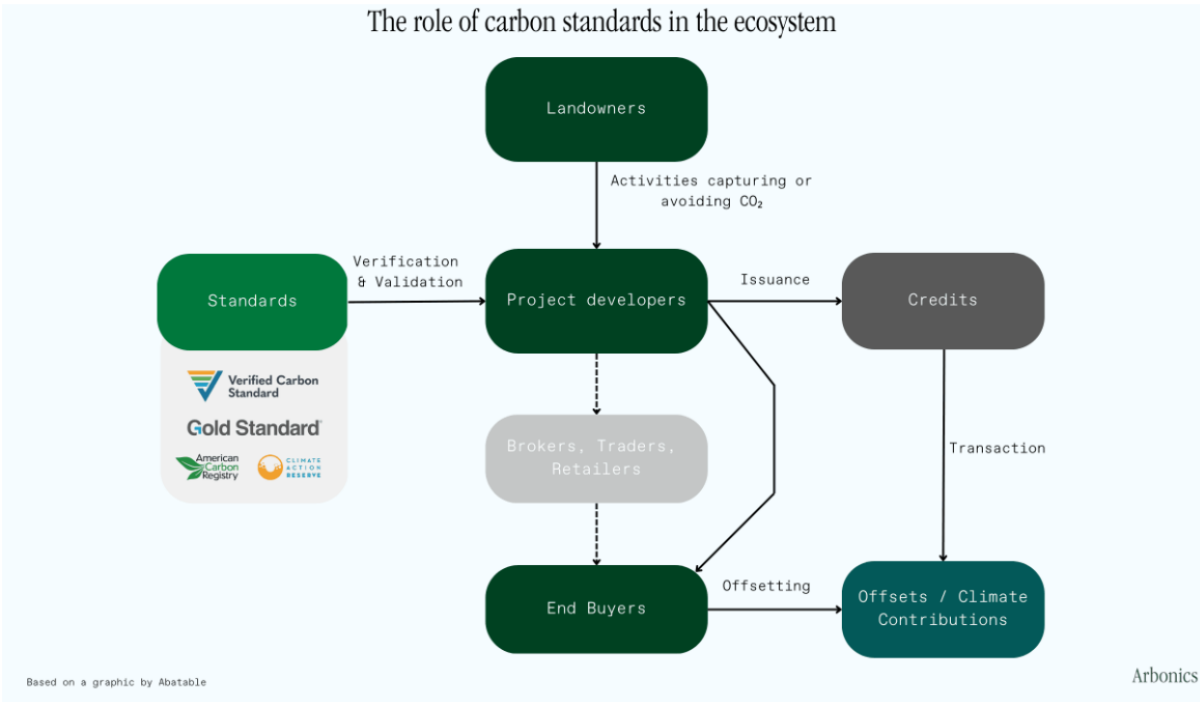 The role of carbon standards in the ecosystem
Landowners
Activities capturing or
avoiding CO₂
Verification
& Validation
Standards
Project developers
Issuance
Credits
Verified Carbon
Standard
Gold Standard
American
Carbon
Registry
CLIMATE
ACTION
RESERVE
Brokers, Traders,
Retailers
Transaction
End Buyers
Offsetting
Offsets / Climate
Contributions
Based on a graphic by Abatable
Arbonics